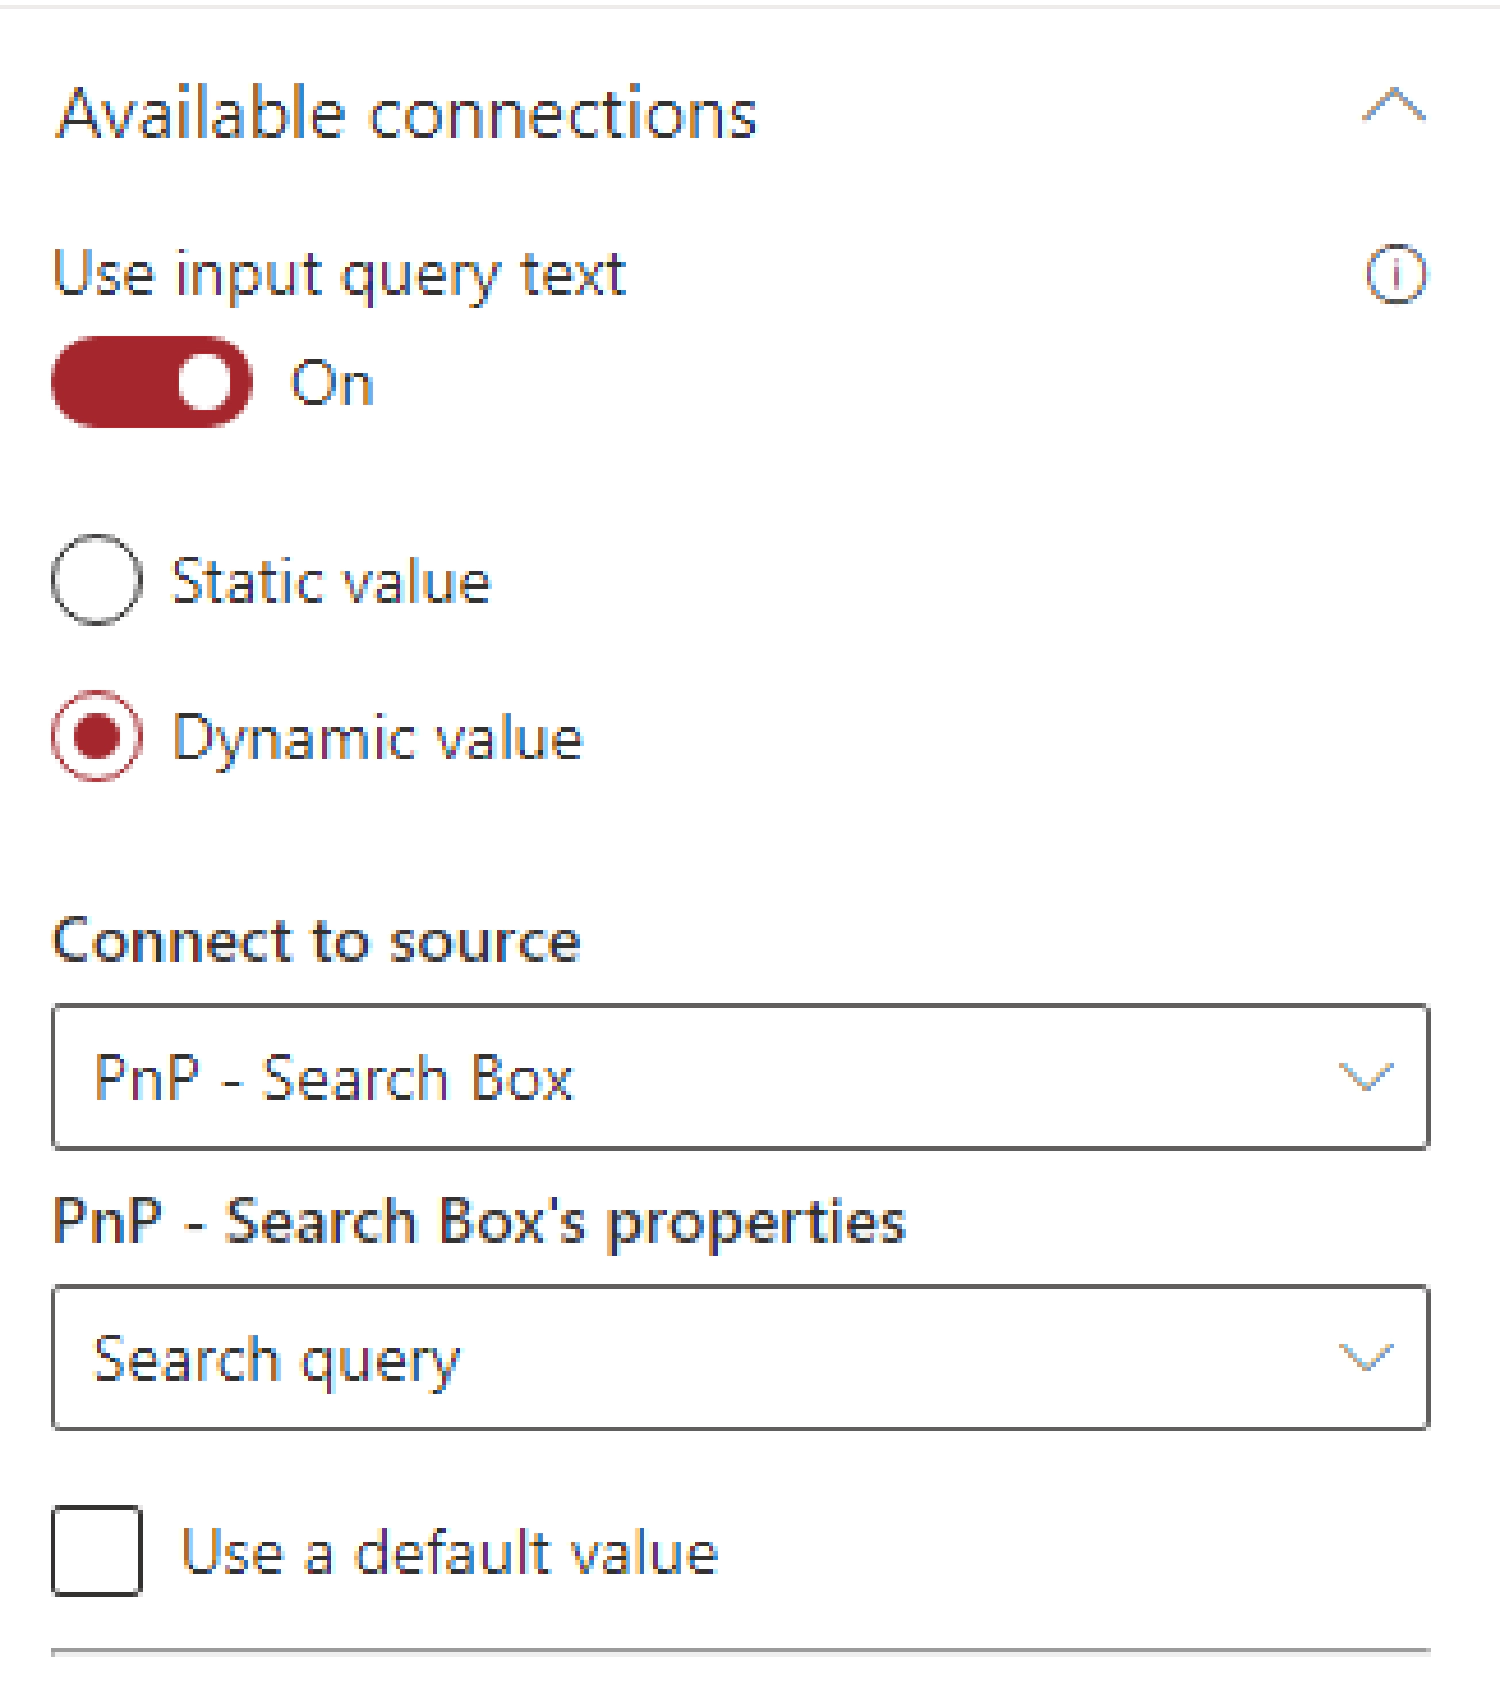 Available connections
Use input query text
On
Static value
Dynamic value
Connect to source
PnP - Search Box
PnP - Search Box's properties
Search query
Use a default value